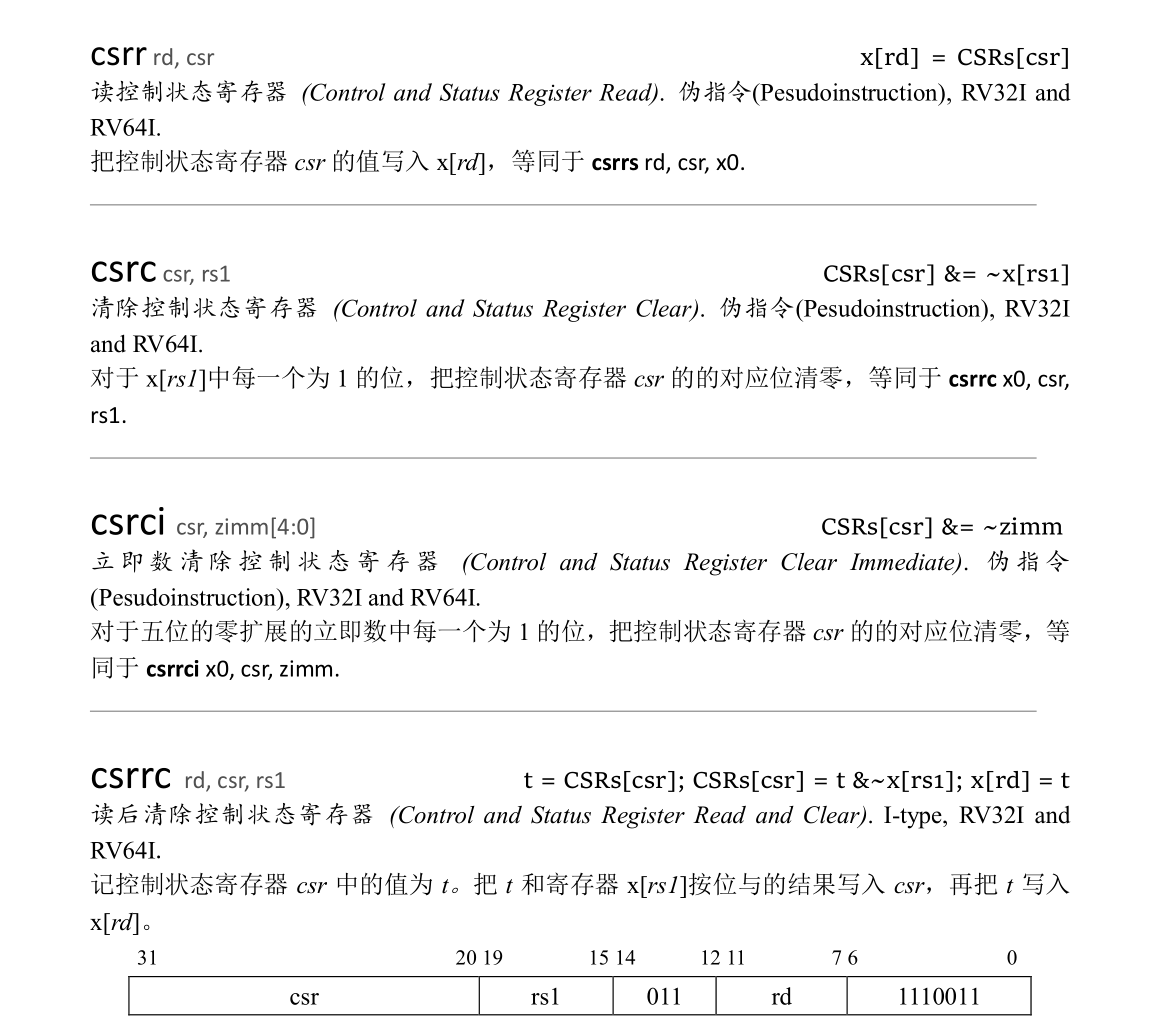 csrr rd, csr x[rd] = CSRs[csr]
读控制状态寄存器 (Control and Status Register Read). 伪指令(Pesudoinstruction), RV32I and
RV64I.
把控制状态寄存器 csr 的值写入 x[rd]，等同于 csrrs rd, csr, x0.
csrc csr, rs1 CSRs[csr] &= ~x[rs1]
清除控制状态寄存器 (Control and Status Register Clear). 伪指令(Pesudoinstruction), RV32I
and RV64I.
对于 x[rs1]中每一个为 1 的位，把控制状态寄存器 csr 的的对应位清零，等同于 csrrc x0, csr,
rs1.
csrci csr, zimm[4:0] CSRs[csr] &= ~zimm
立即数清除控制状态寄存器 (Control and Status Register Clear Immediate). 伪指令
(Pesudoinstruction), RV32I and RV64I.
对于五位的零扩展的立即数中每一个为 1 的位，把控制状态寄存器 csr 的的对应位清零，等
同于 csrrci x0, csr, zimm.
csrrc rd, csr, rs1 t = CSRs[csr]; CSRs[csr] = t &~x[rs1]; x[rd] = t
读后清除控制状态寄存器 (Control and Status Register Read and Clear). I-type, RV32I and
RV64I.
记控制状态寄存器 csr 中的值为 t。把 t 和寄存器 x[rs1]按位与的结果写入 csr，再把 t 写入
x[rd]。
31 20 19 15 14 12 11 7 6 0
csr rs1 011 rd 1110011